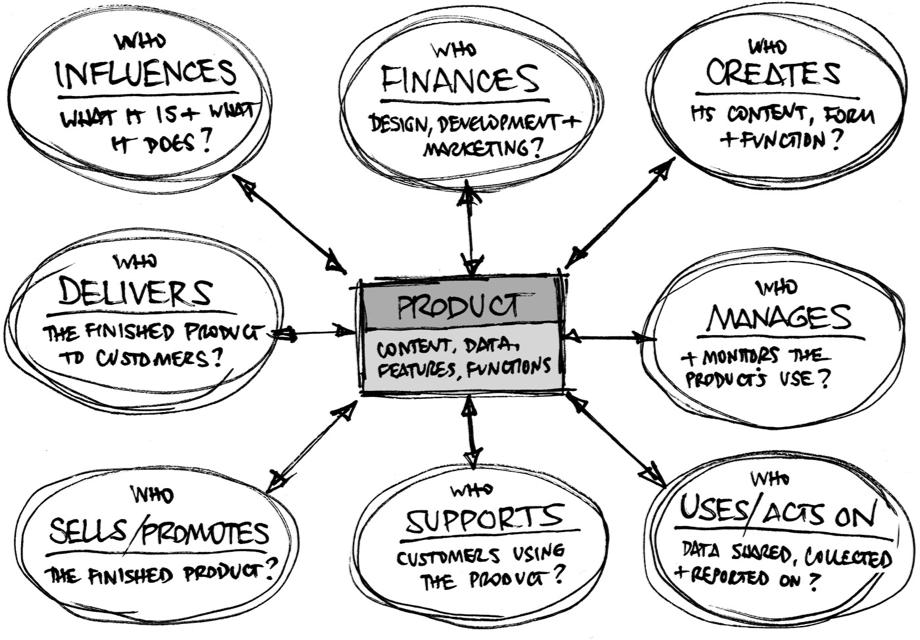 WHO
INFLUENCES
WHAT IT IS + WHAT
IT DOES?
WHO
FINANCES
DESIGN, DEVELOPMENT +
MARKETING?
WHO
CREATES
ITS CONTENT, FORM
+ FUNCTION?
WHO
DELIVERS
THE FINISHED PRODUCT
TO CUSTOMERS?
PRODUCT
CONTENT, DATA,
FEATURES, FUNCTIONS
WHO
MANAGES
+ MONITORS THE
PRODUCT'S USE?
WHO
SELLS/PROMOTES
THE FINISHED PRODUCT?
WHO
SUPPORTS
CUSTOMERS USING
THE PRODUCT?
WHO
USES/ACTS ON
DATA SHARED, COLLECTED
+ REPORTED ON?